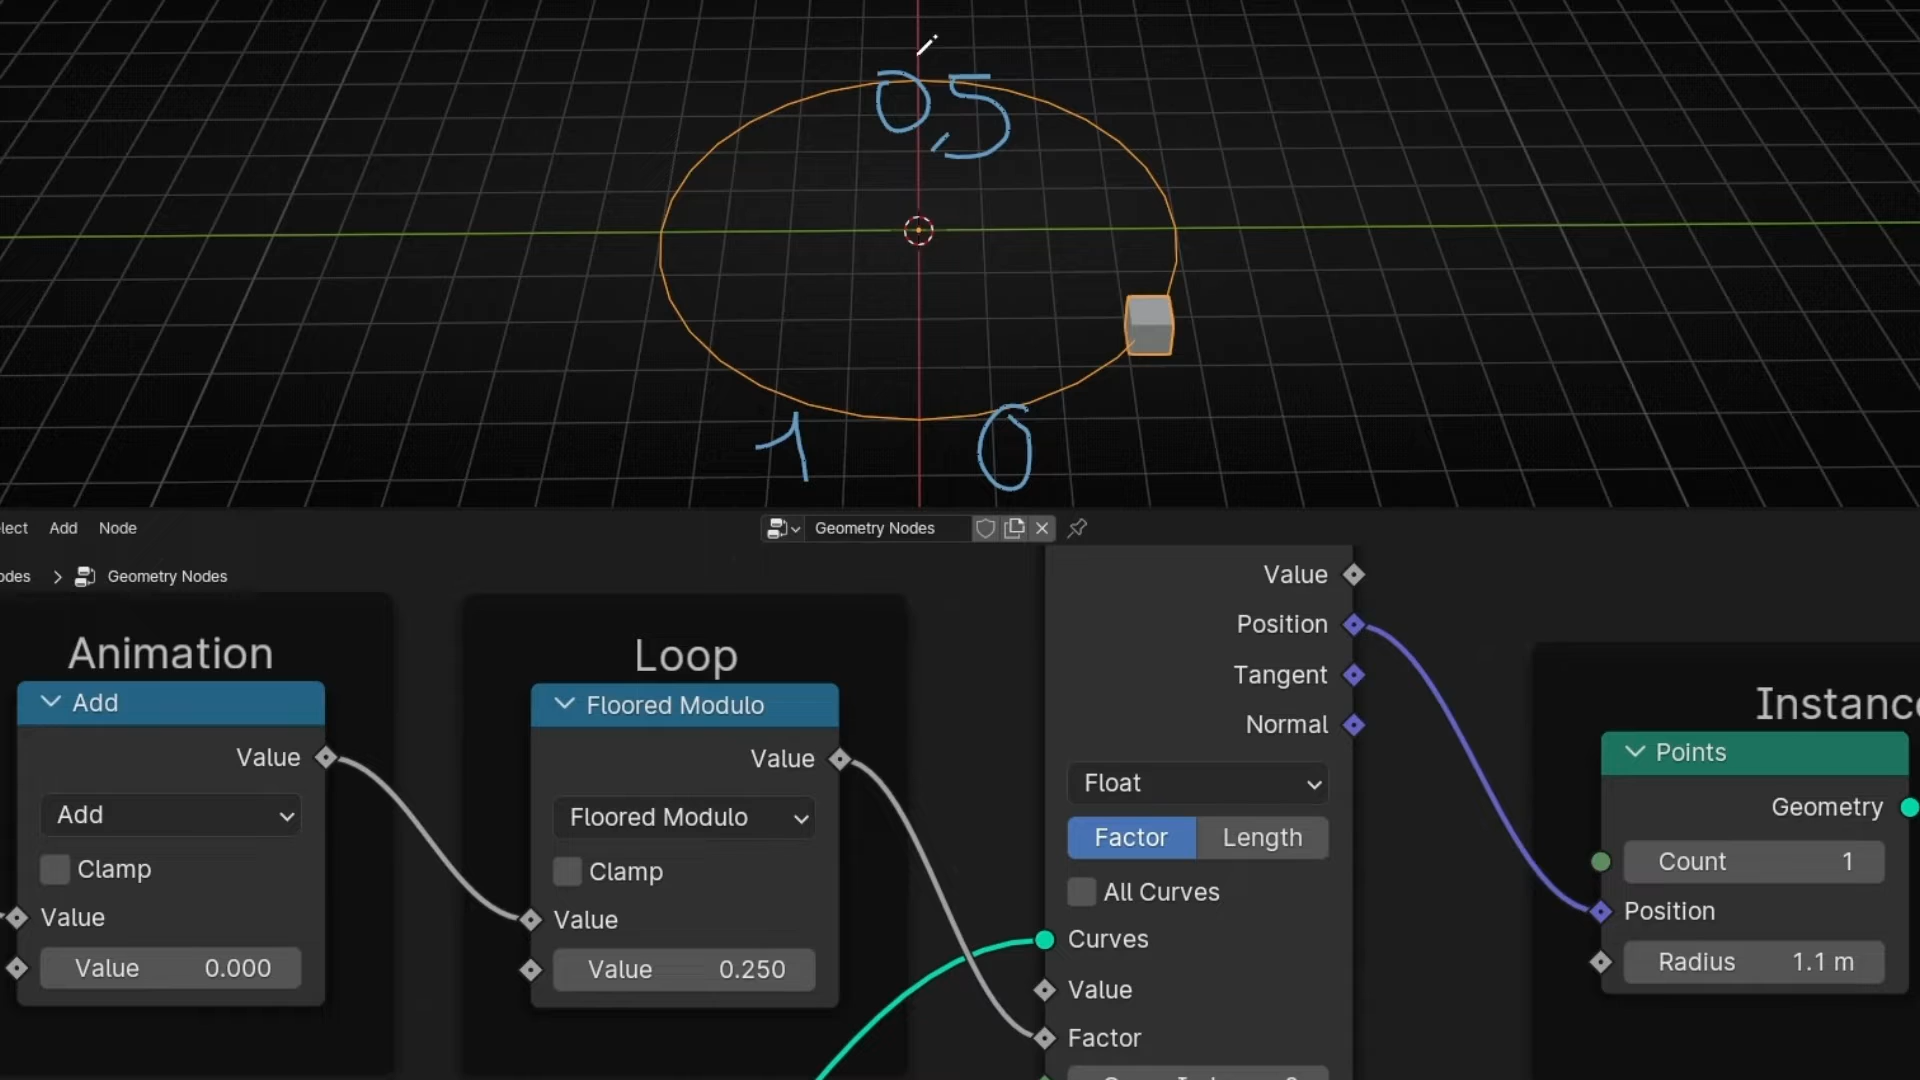 0,5
1 0
elect Add Node
Geometry Nodes
odes > Geometry Nodes
Value
Position
Tangent
Normal
Float
Factor Length
All Curves
Curves
Value
Factor
Animation
Add
Value
Add
Clamp
Value
Value 0.000
Loop
Floored Modulo
Value
Floored Modulo
Clamp
Value
Value 0.250
Instance
Points
Geometry
Count 1
Position
Radius 1.1 m